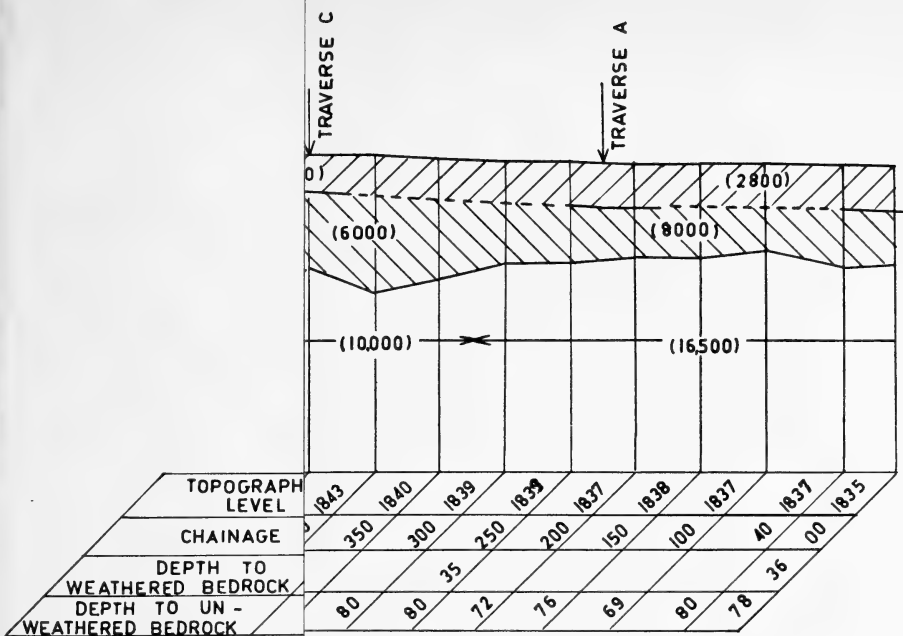 TRAVERSE C
TRAVERSE A
0)
(2800)
(6000)
(8000)
(10,000)
(16,500)
TOPOGRAPH 1843 1840 1839 1839 1837 1838 1837 1837 1835
LEVEL
CHAINAGE 350 300 250 200 150 100 40 00
DEPTH TO 35 36
WEATHERED BEDROCK
DEPTH TO UN- 80 80 72 76 69 80 78
WEATHERED BEDROCK